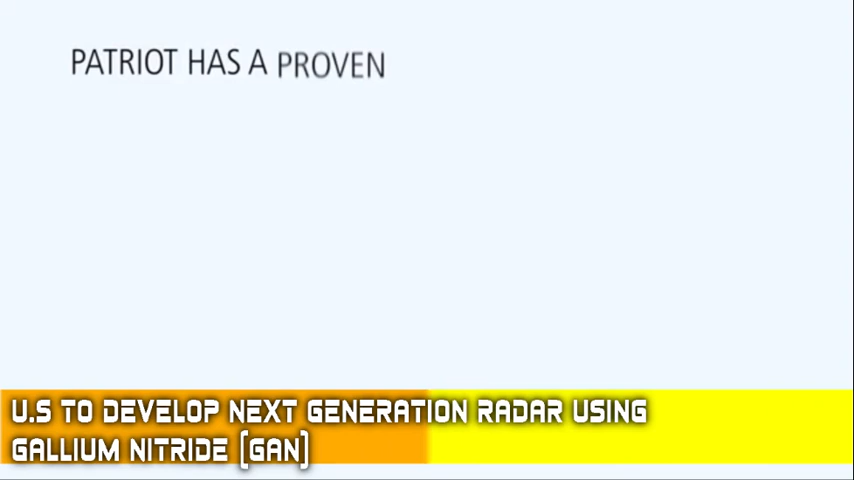 PATRIOT HAS A PROVEN
U.S TO DEVELOP NEXT GENERATION RADAR USING
GALLIUM NITRIDE (GAN)